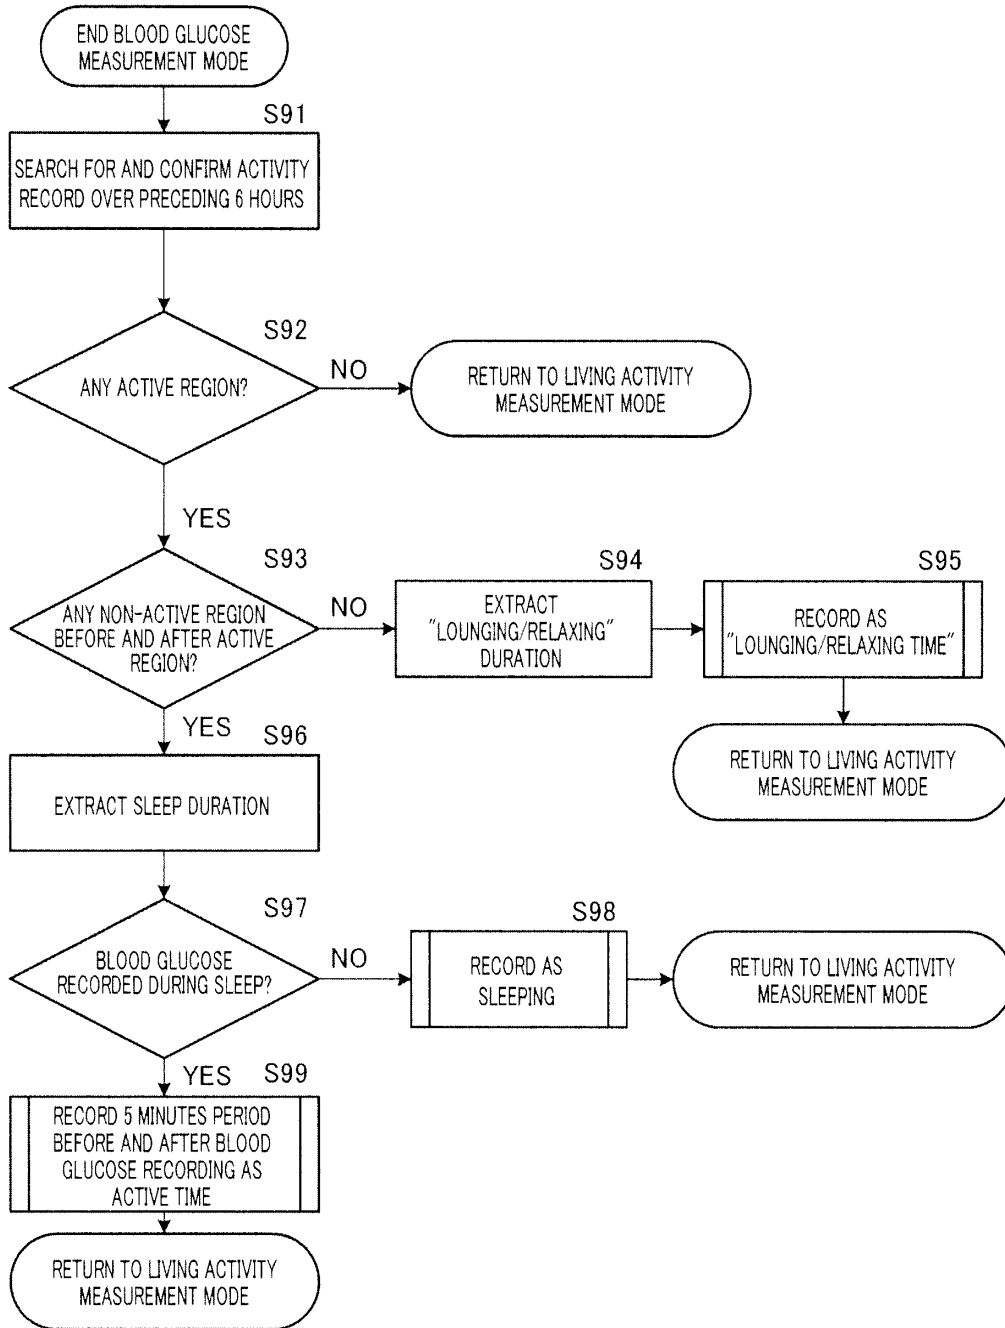 END BLOOD GLUCOSE
MEASUREMENT MODE
S91
SEARCH FOR AND CONFIRM ACTIVITY
RECORD OVER PRECEDING 6 HOURS
S92
ANY ACTIVE REGION?
NO
RETURN TO LIVING ACTIVITY
MEASUREMENT MODE
YES
S93
ANY NON-ACTIVE REGION
BEFORE AND AFTER ACTIVE
REGION?
NO
S94
EXTRACT
"LOUNGING/RELAXING"
DURATION
S95
RECORD AS
"LOUNGING/RELAXING TIME"
RETURN TO LIVING ACTIVITY
MEASUREMENT MODE
YES
S96
EXTRACT SLEEP DURATION
S97
BLOOD GLUCOSE
RECORDED DURING SLEEP?
NO
S98
RECORD AS
SLEEPING
RETURN TO LIVING ACTIVITY
MEASUREMENT MODE
YES
S99
RECORD 5 MINUTES PERIOD
BEFORE AND AFTER BLOOD
GLUCOSE RECORDING AS
ACTIVE TIME
RETURN TO LIVING ACTIVITY
MEASUREMENT MODE